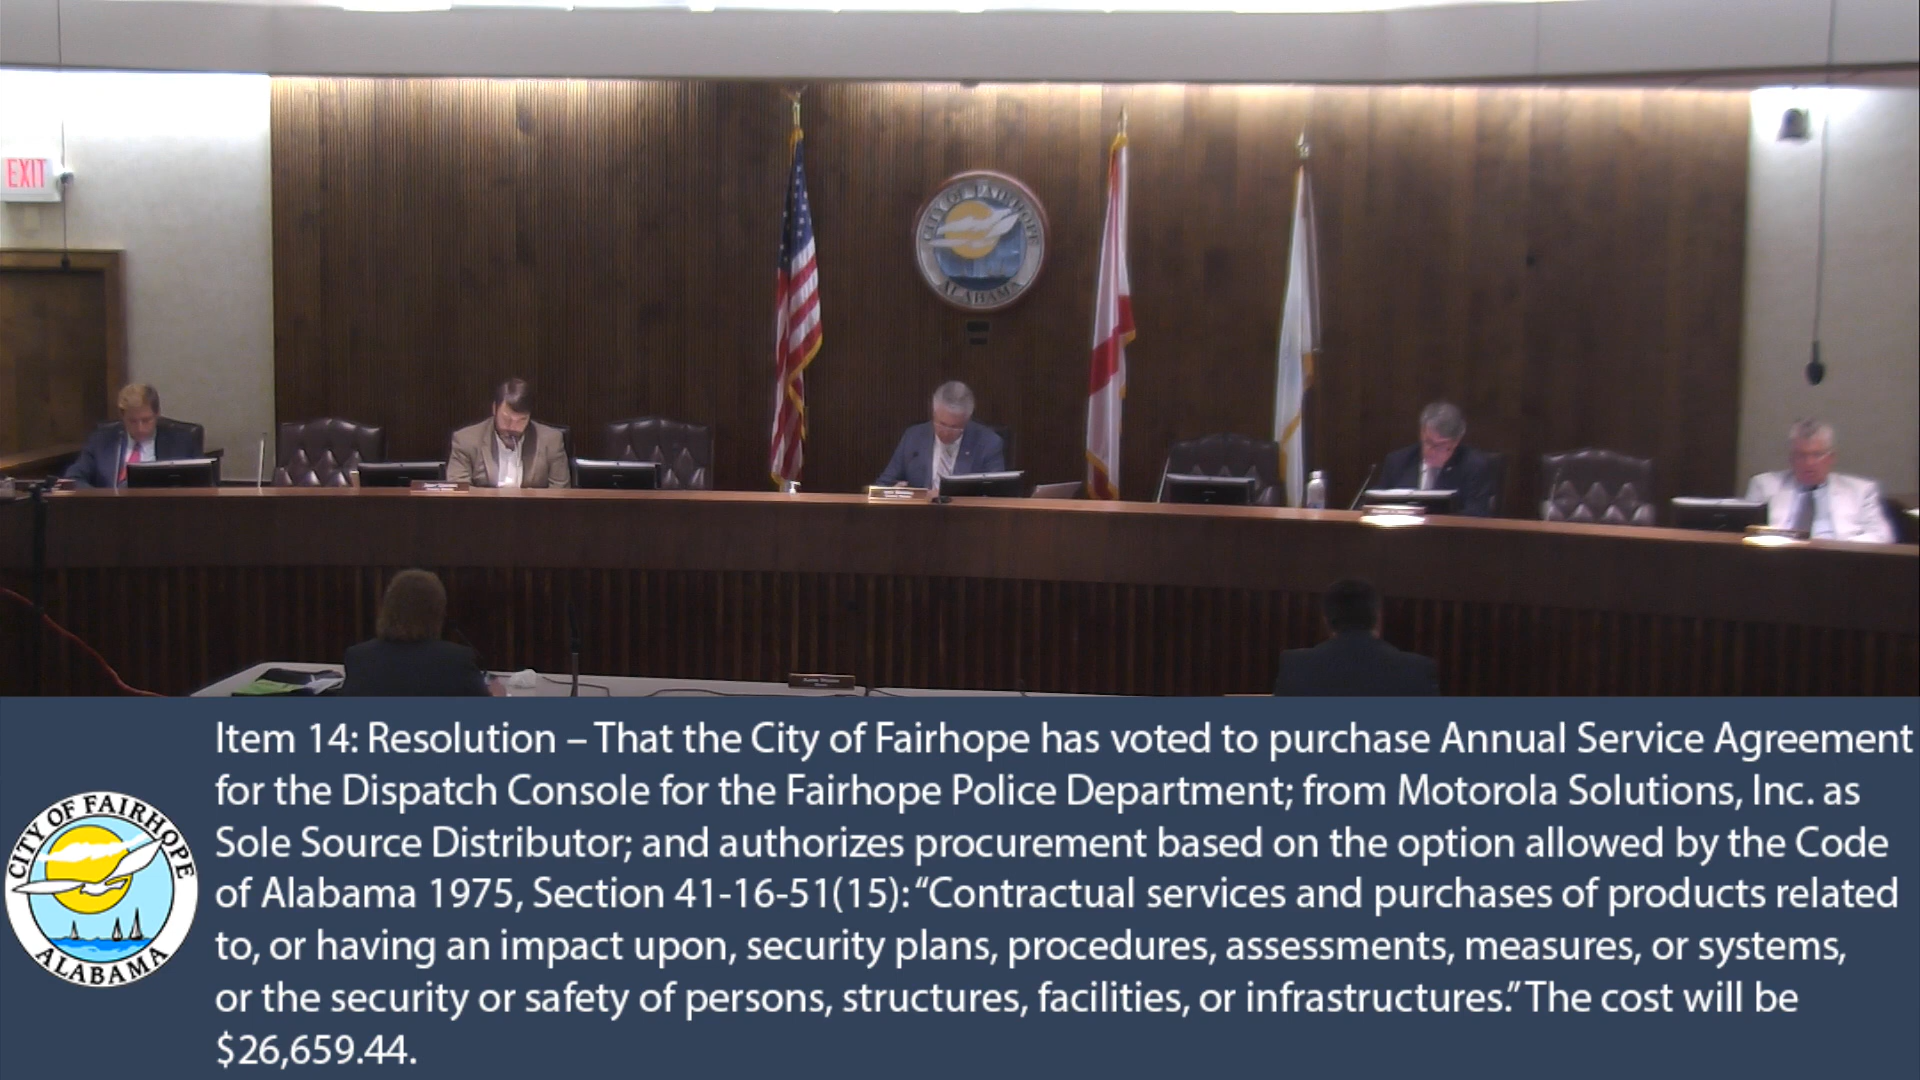 EXIT
CITY OF FAIRHOPE
ALABAMA
Item 14: Resolution – That the City of Fairhope has voted to purchase Annual Service Agreement
for the Dispatch Console for the Fairhope Police Department; from Motorola Solutions, Inc. as
Sole Source Distributor; and authorizes procurement based on the option allowed by the Code
of Alabama 1975, Section 41-16-51(15): “Contractual services and purchases of products related
to, or having an impact upon, security plans, procedures, assessments, measures, or systems,
or the security or safety of persons, structures, facilities, or infrastructures.” The cost will be
$26,659.44.
CITY OF FAIRHOPE
ALABAMA